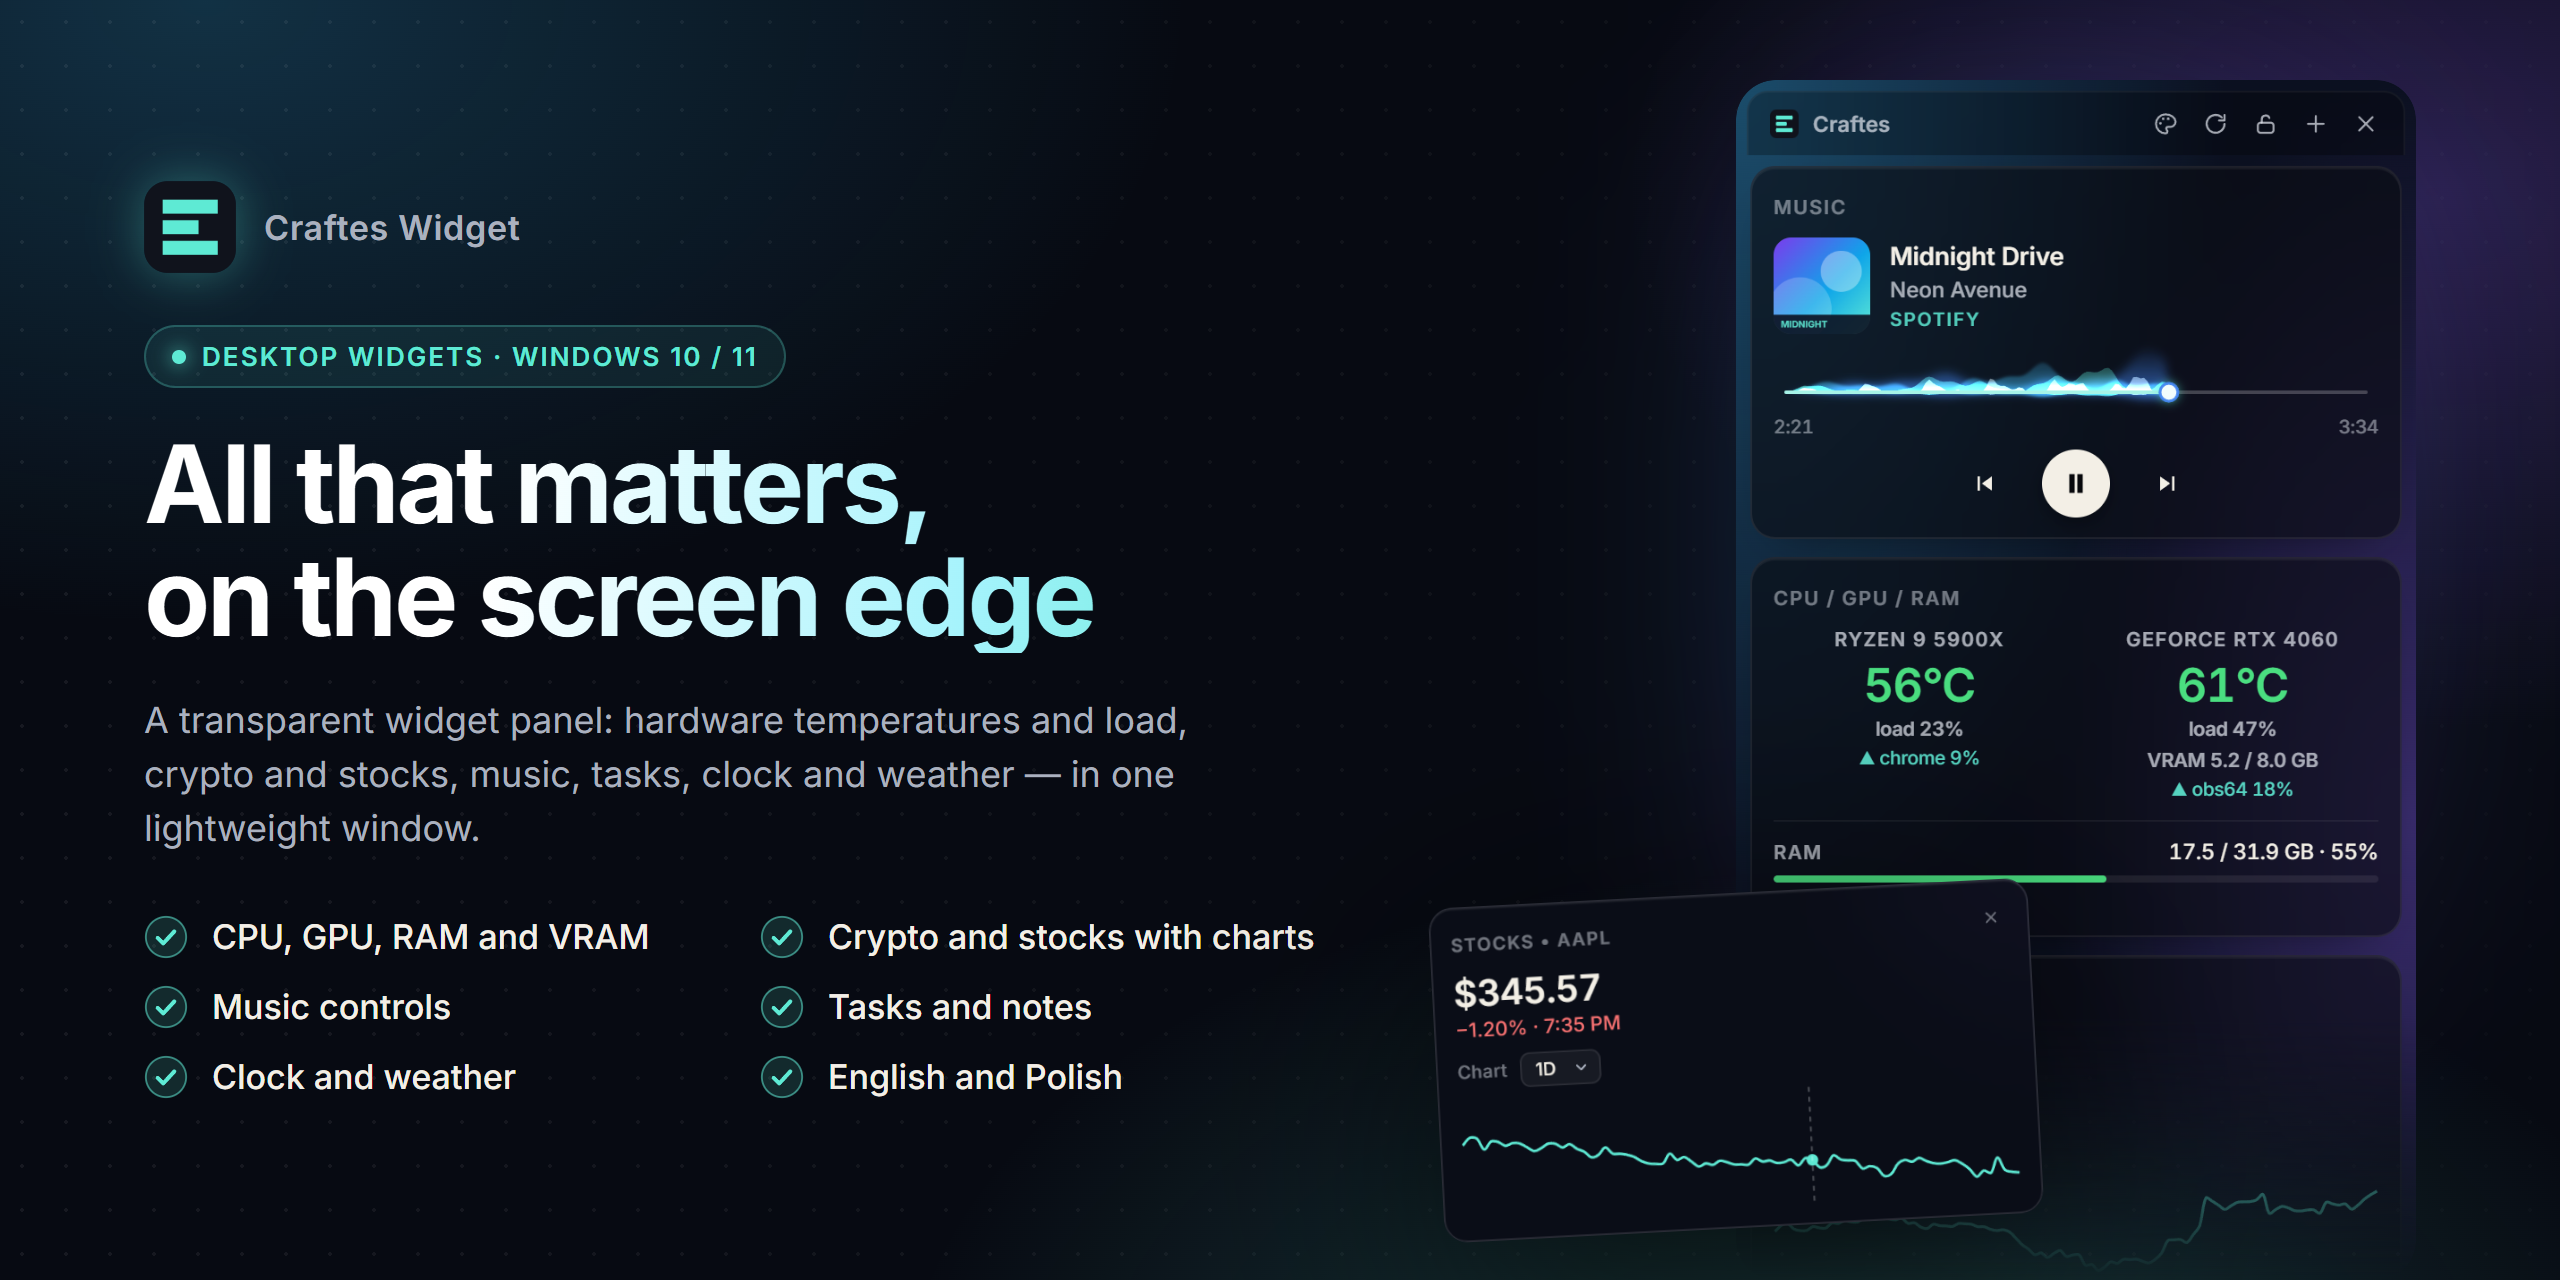 Craftes Widget
DESKTOP WIDGETS · WINDOWS 10 / 11
All that matters,
on the screen edge
A transparent widget panel: hardware temperatures and load,
crypto and stocks, music, tasks, clock and weather — in one
lightweight window.
CPU, GPU, RAM and VRAM
Crypto and stocks with charts
Music controls
Tasks and notes
Clock and weather
English and Polish
Craftes
MUSIC
MIDNIGHT
Midnight Drive
Neon Avenue
SPOTIFY
2:21
3:34
CPU / GPU / RAM
RYZEN 9 5900X
56°C
load 23%
▲ chrome 9%
GEFORCE RTX 4060
61°C
load 47%
VRAM 5.2 / 8.0 GB
▲ obs64 18%
RAM
17.5 / 31.9 GB · 55%
STOCKS • AAPL
$345.57
−1.20% · 7:35 PM
Chart 1D